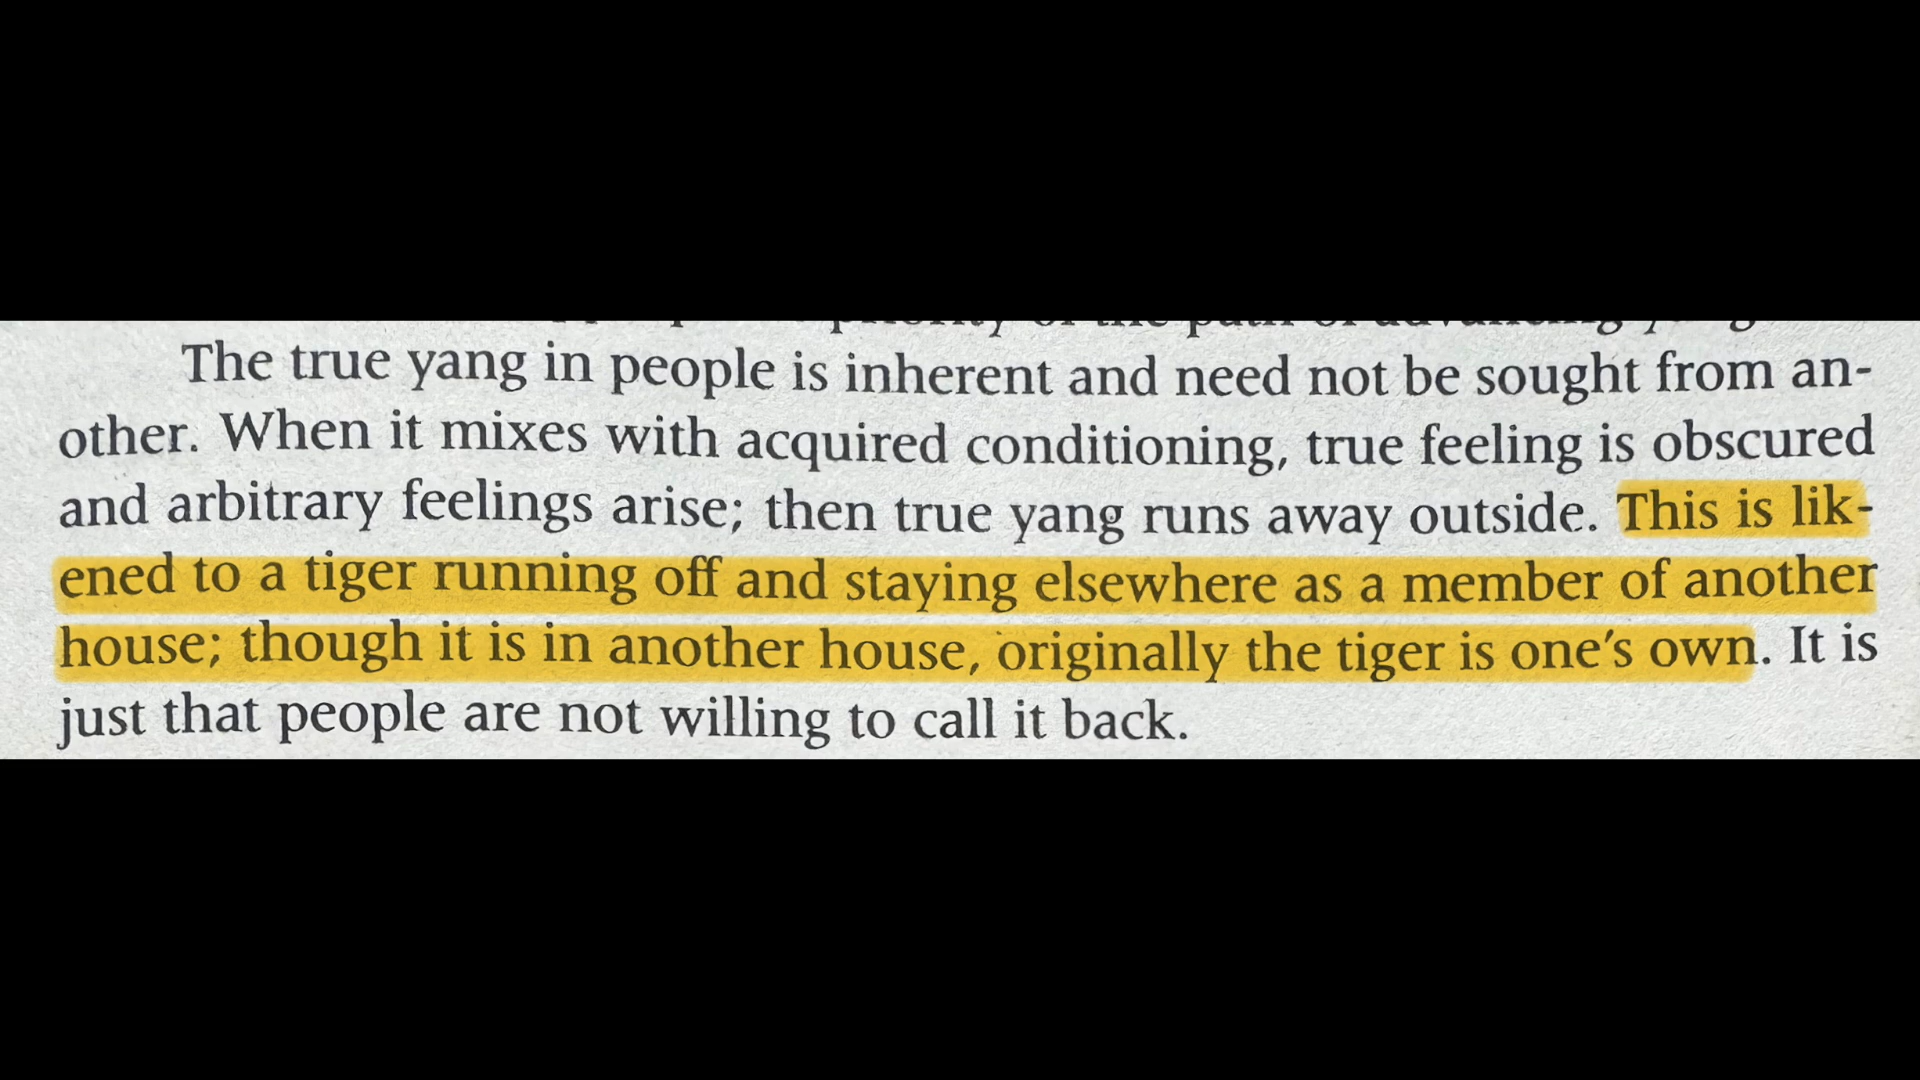 The true yang in people is inherent and need not be sought from an-
other. When it mixes with acquired conditioning, true feeling is obscured
and arbitrary feelings arise; then true yang runs away outside. This is lik-
ened to a tiger running off and staying elsewhere as a member of another
house; though it is in another house, originally the tiger is one's own. It is
just that people are not willing to call it back.